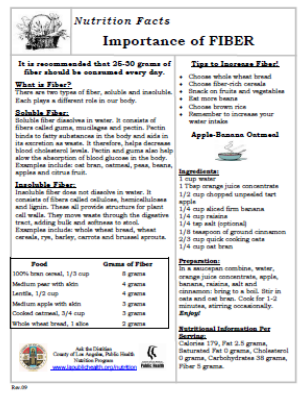 Nutrition Facts
Importance of FIBER
It is recommended that 25-30 grams of
fiber should be consumed every day.
What is Fiber?
There are two types of fiber, soluble and insoluble.
Each plays a different role in our body.
Soluble Fiber:
Soluble fiber dissolves in water. It consists of
fibers called guma, mucilages and pectin. Pectin
binds to fatty substances in the body and aids in
its excretion as waste. It therefore, helps decrease
blood cholesterol levels. Pectin and gums also help
slow the absorption of blood glucose in the body.
Examples include: oat bran, oatmeal, peas, beans,
apples and citrus fruit.
Insoluble Fiber:
Insoluble fiber does not dissolve in water. It
consists of fibers called cellulose, hemicelluloses
and lignin. These all provide structure for plant
cell walls. They move waste through the digestive
tract, adding bulk and softness to stool.
Examples include: whole wheat bread, wheat
cereals, rye, barley, carrots and brussel sprouts.
Food Grams of Fiber
100% bran cereal, 1/3 cup 8 grams
Medium pear with skin 4 grams
Lentils, 1/2 cup 4 grams
Medium apple with skin 3 grams
Cooked oatmeal, 3/4 cup 3 grams
Whole wheat bread, 1 slice 2 grams
Ask the Dietitian
County of Los Angeles, Public Health
Nutrition Program
www.lapublichealth.org/nutrition
Public Health
Rev.09
Tips to Increase Fiber!
• Choose whole wheat bread
• Choose fiber-rich cereals
• Snack on fruits and vegetables
• Eat more beans
• Choose brown rice
• Remember to increase your
water intake
Apple-Banana Oatmeal
Ingredients:
1 cup water
1 Tbsp orange juice concentrate
1/2 cup chopped unpeeled tart
apple
1/4 cup sliced firm banana
1/4 cup raisins
1/4 tsp salt (optional)
1/8 teaspoon of ground cinnamon
2/3 cup quick cooking oats
1/4 cup oat bran
Preparation:
In a saucepan combine, water,
orange juice concentrate, apple,
banana, raisins, salt and
cinnamon: bring to a boil. Stir in
oats and oat bran. Cook for 1-2
minutes, stirring occasionally.
Enjoy!
Nutritional Information Per
Serving:
Calories 179, Fat 2.5 grams,
Saturated Fat 0 grams, Cholesterol
0 grams, Carbohydrates 38 grams,
Fiber 5 grams.